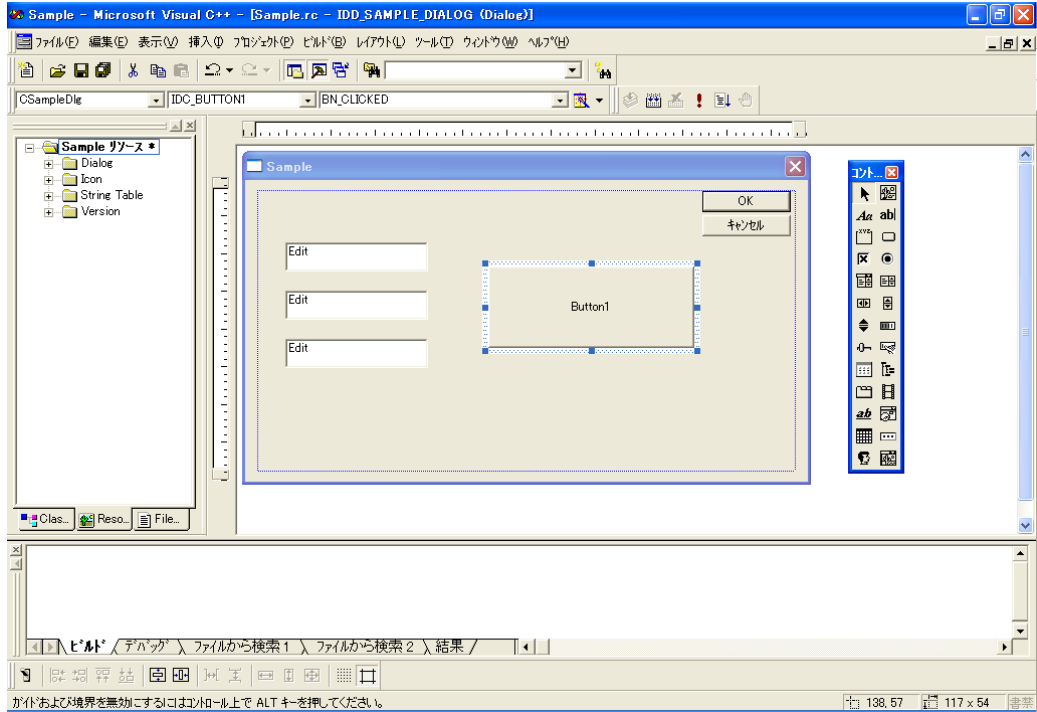 Sample - Microsoft Visual C++ - [Sample.rc - IDD_SAMPLE_DIALOG (Dialog)]
ﾌｧｲﾙ(F) 編集(E) 表示(V) 挿入(I) ﾌﾟﾛｼﾞｪｸﾄ(P) ﾋﾞﾙﾄﾞ(B) ﾚｲｱｳﾄ(L) ﾂｰﾙ(T) ｳｨﾝﾄﾞｳ(W) ﾍﾙﾌﾟ(H)
CSampleDlg IDC_BUTTON1 BN_CLICKED
Sample ﾘｿｰｽ *
Dialog
Icon
String Table
Version
Clas... Reso... File...
Sample
OK
ｷｬﾝｾﾙ
Edit
Edit
Edit
Button1
ｺﾝﾄ...
Aa ab|
xyz
ab
ﾋﾞﾙﾄﾞ ﾃﾞﾊﾞｯｸﾞ ﾌｧｲﾙから検索 1 ﾌｧｲﾙから検索 2 結果
ｶﾞｲﾄﾞおよび境界を無効にするにはｺﾝﾄﾛｰﾙ上で ALT ｷｰを押してください。
138, 57 117 x 54 書禁